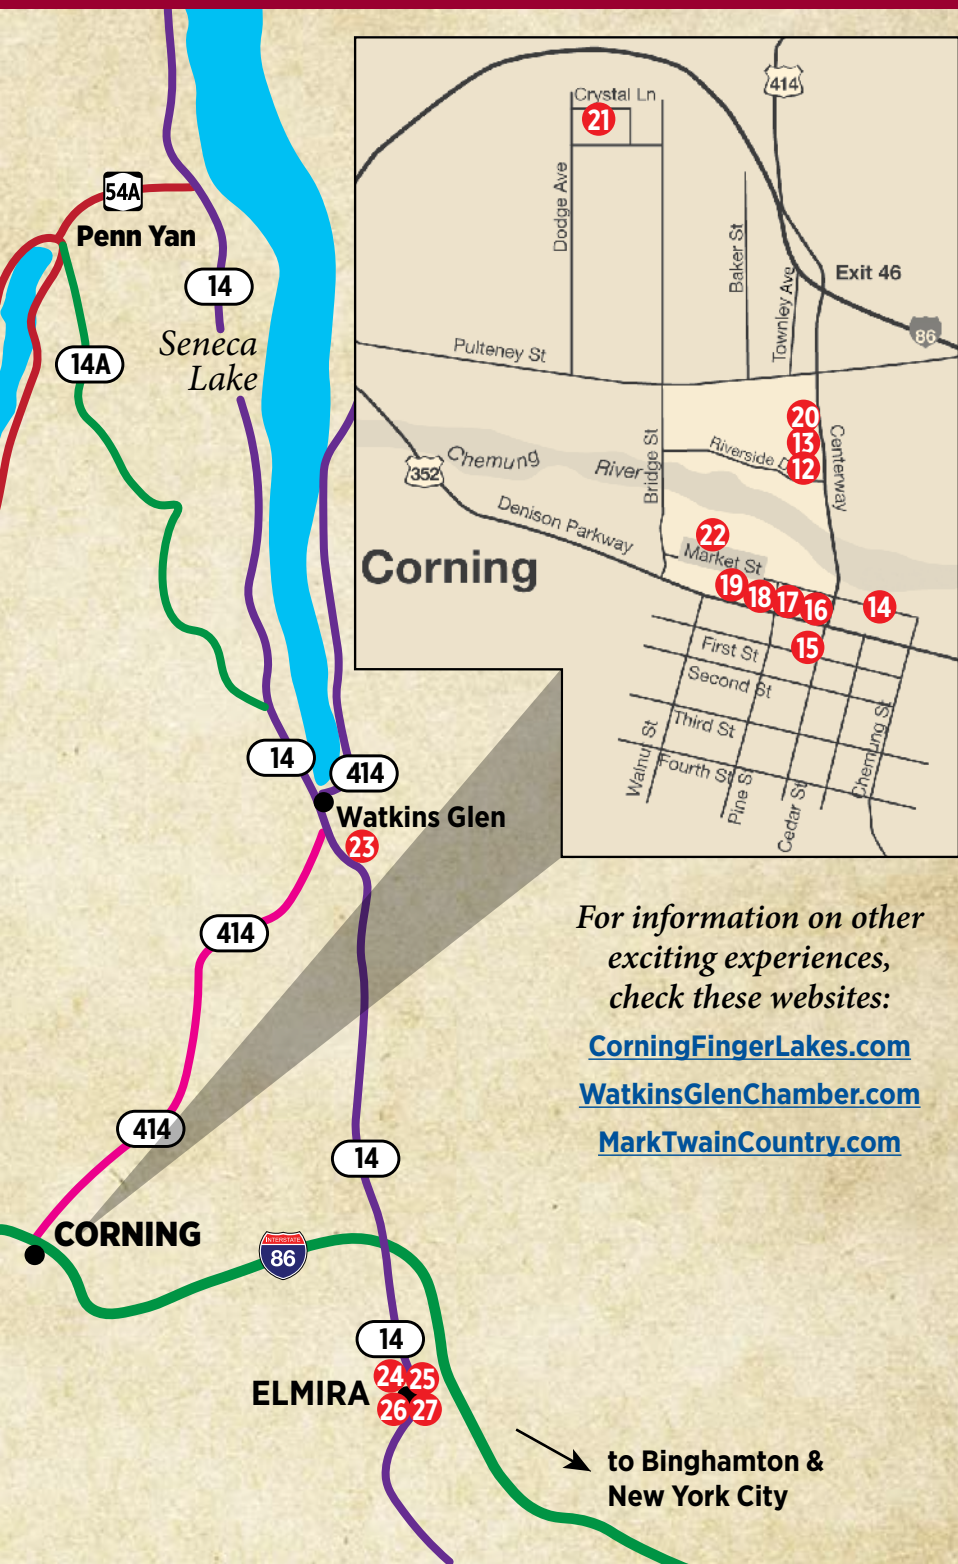 54A
Penn Yan
14
14A
Seneca
Lake
14
414
Watkins Glen
23
414
414
CORNING
INTERSTATE
86
14
14
ELMIRA
24
25
26
27
to Binghamton &
New York City
414
Crystal Ln
21
Dodge Ave
Baker St
Townley Ave
Exit 46
86
Pulteney St
20
13
12
Centerway
Riverside D
Bridge St
352
Chemung
River
Denison Parkway
Corning
22
Market St
19
18
17
16
14
15
First St
Second St
Third St
Fourth St
Walnut St
Pine S
Cedar St
Chemung St
For information on other
exciting experiences,
check these websites:
CorningFingerLakes.com
WatkinsGlenChamber.com
MarkTwainCountry.com